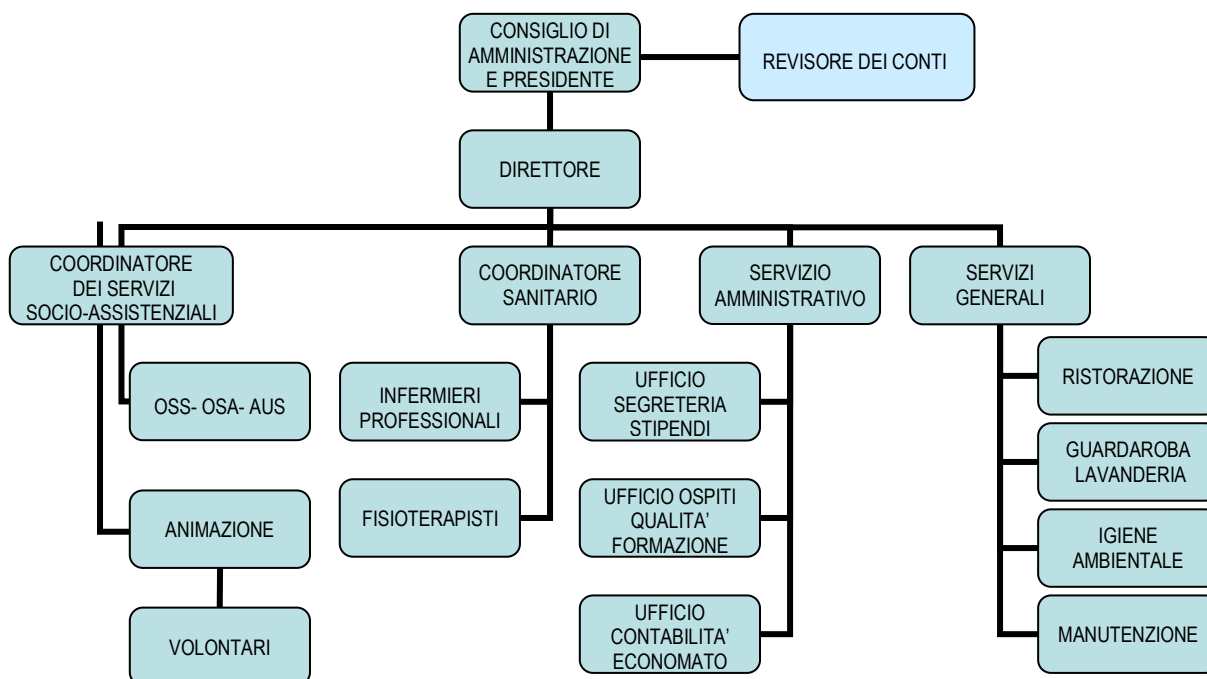 CONSIGLIO DI
AMMINISTRAZIONE
E PRESIDENTE
REVISORE DEI CONTI
DIRETTORE
COORDINATORE
DEI SERVIZI
SOCIO-ASSISTENZIALI
COORDINATORE
SANITARIO
SERVIZIO
AMMINISTRATIVO
SERVIZI
GENERALI
OSS- OSA- AUS
ANIMAZIONE
VOLONTARI
INFERMIERI
PROFESSIONALI
FISIOTERAPISTI
UFFICIO
SEGRETERIA
STIPENDI
UFFICIO OSPITI
QUALITA’
FORMAZIONE
UFFICIO
CONTABILITA’
ECONOMATO
RISTORAZIONE
GUARDAROBA
LAVANDERIA
IGIENE
AMBIENTALE
MANUTENZIONE